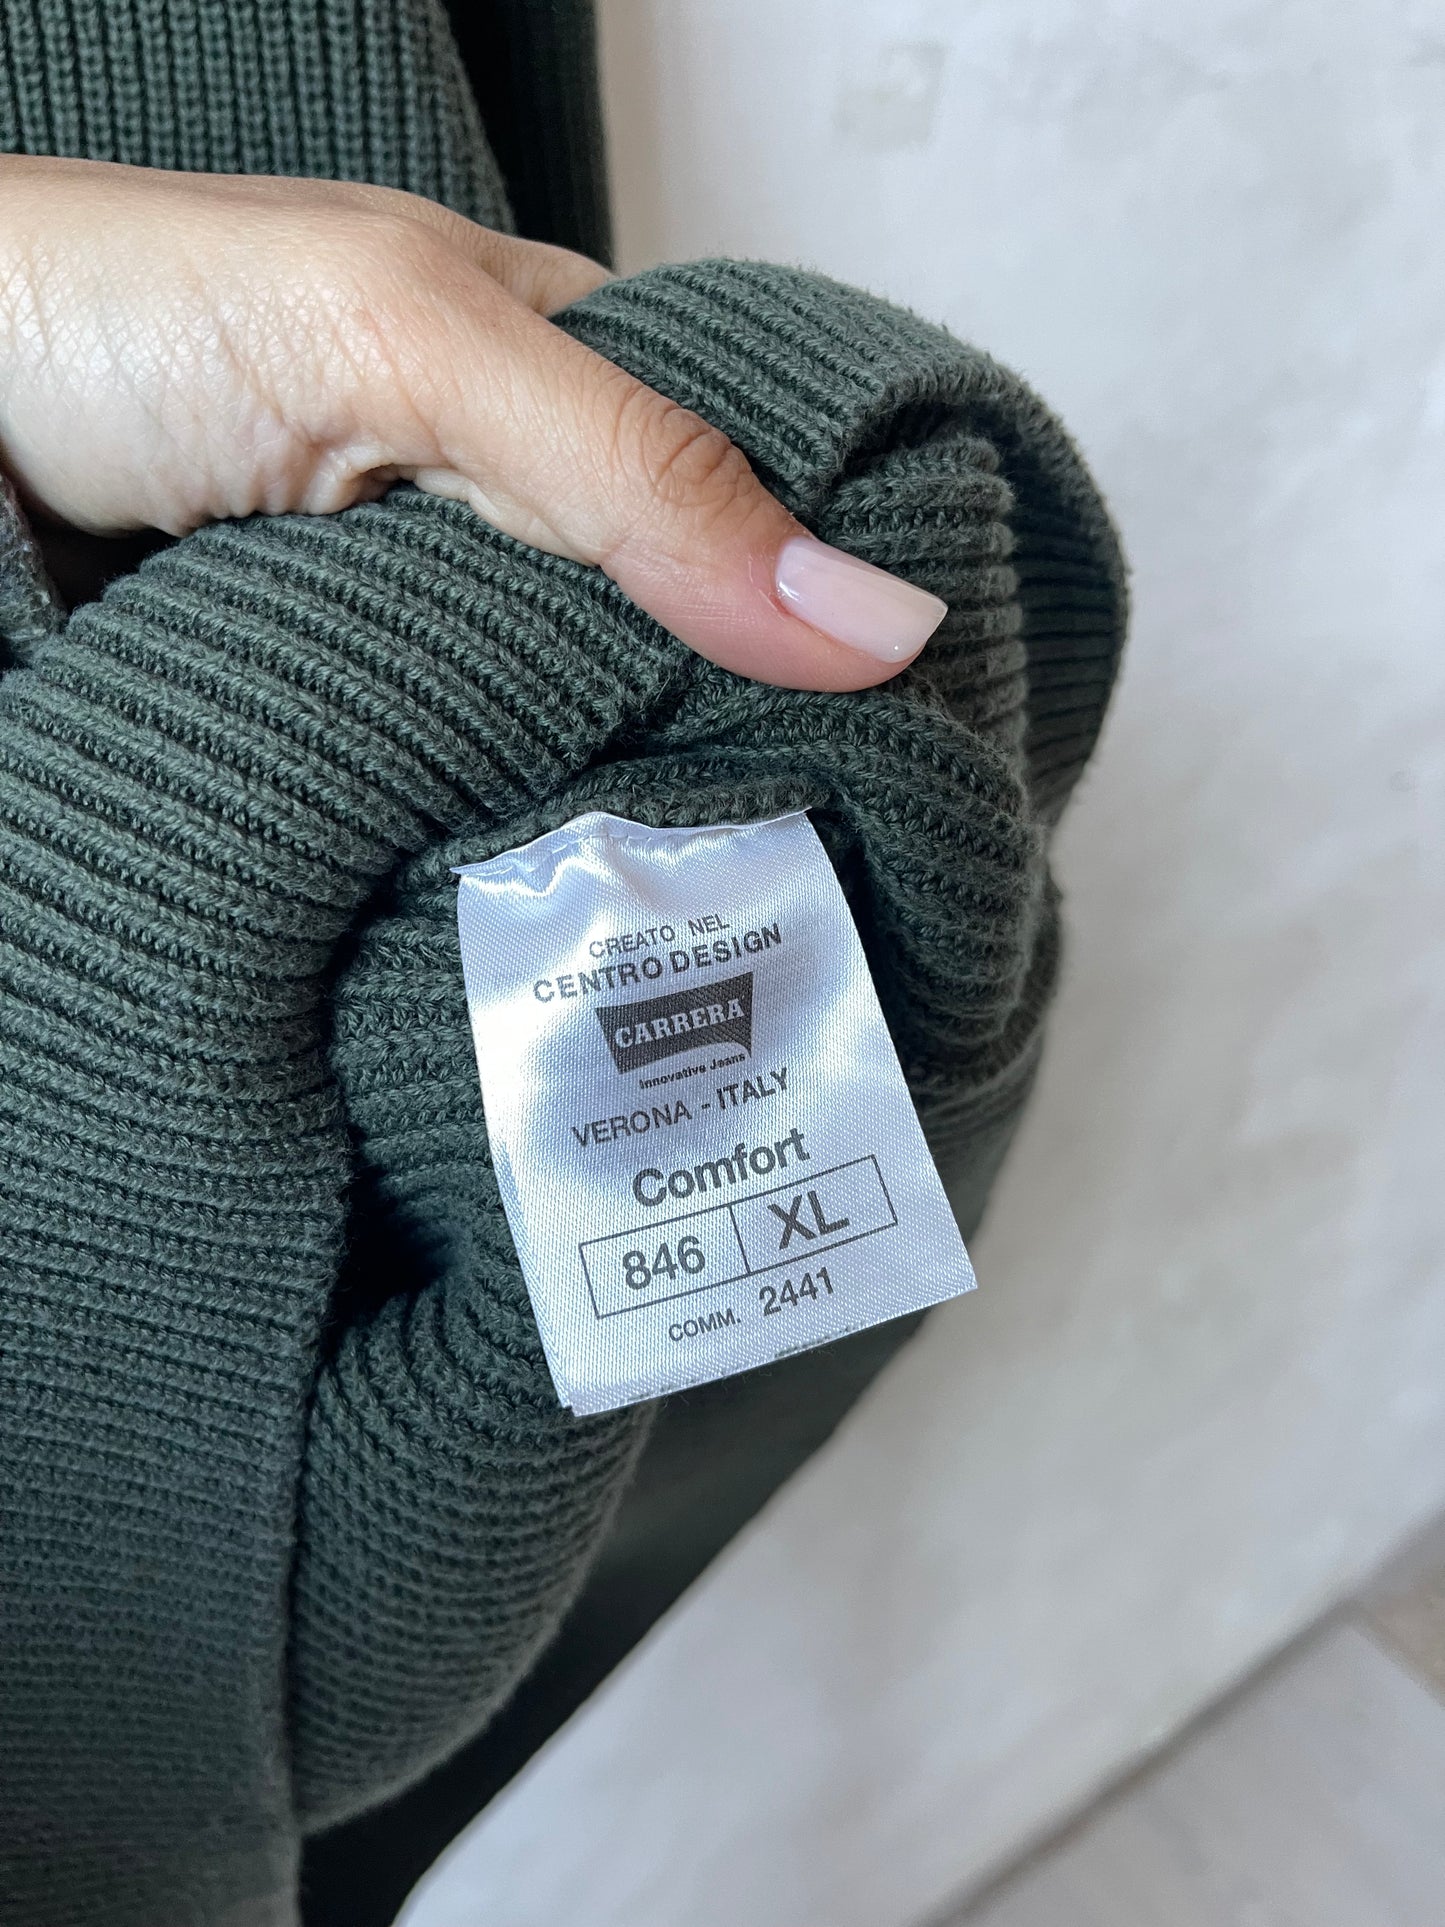 CREATO NEL
CENTRO DESIGN
CARRERA
Innovative Jeans
VERONA - ITALY
Comfort
846 XL
COMM. 2441